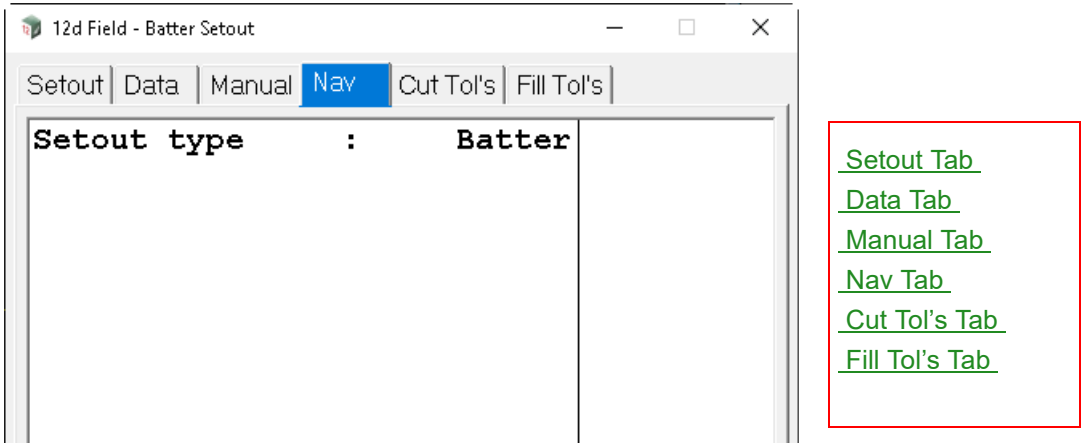 12d Field - Batter Setout
Setout Data Manual Nav Cut Tol's Fill Tol's
Setout type : Batter
Setout Tab
Data Tab
Manual Tab
Nav Tab
Cut Tol’s Tab
Fill Tol’s Tab